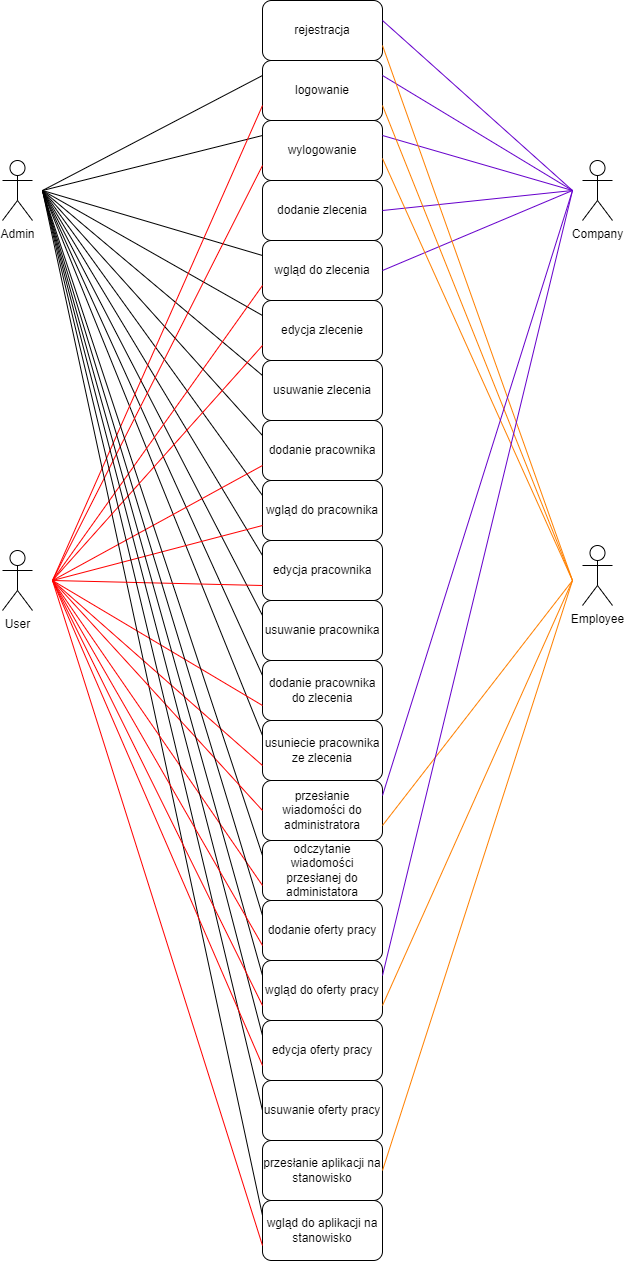 rejestracja
logowanie
wylogowanie
dodanie zlecenia
wgląd do zlecenia
edycja zlecenie
usuwanie zlecenia
dodanie pracownika
wgląd do pracownika
edycja pracownika
usuwanie pracownika
dodanie pracownika
do zlecenia
usuniecie pracownika
ze zlecenia
przesłanie
wiadomości do
administratora
odczytanie
wiadomości
przesłanej do
administatora
dodanie oferty pracy
wgląd do oferty pracy
edycja oferty pracy
usuwanie oferty pracy
przesłanie aplikacji na
stanowisko
wgląd do aplikacji na
stanowisko
Admin
User
Company
Employee